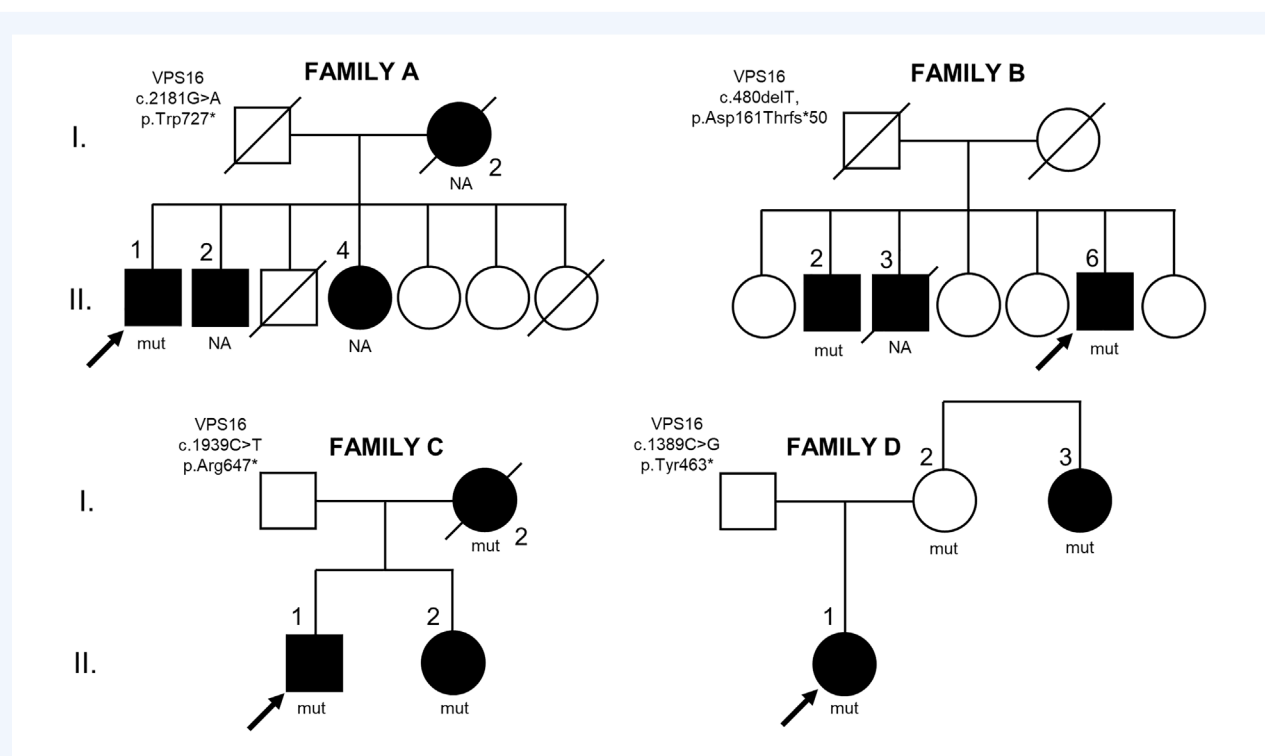 FAMILY A
VPS16
c.2181G>A
p.Trp727*
I.
2
NA
1
2
4
II.
mut
NA
NA
FAMILY B
VPS16
c.480delT,
p.Asp161Thrfs*50
2
3
6
mut
NA
mut
FAMILY C
VPS16
c.1939C>T
p.Arg647*
I.
mut
2
1
2
II.
mut
mut
FAMILY D
VPS16
c.1389C>G
p.Tyr463*
2
3
mut
mut
1
mut